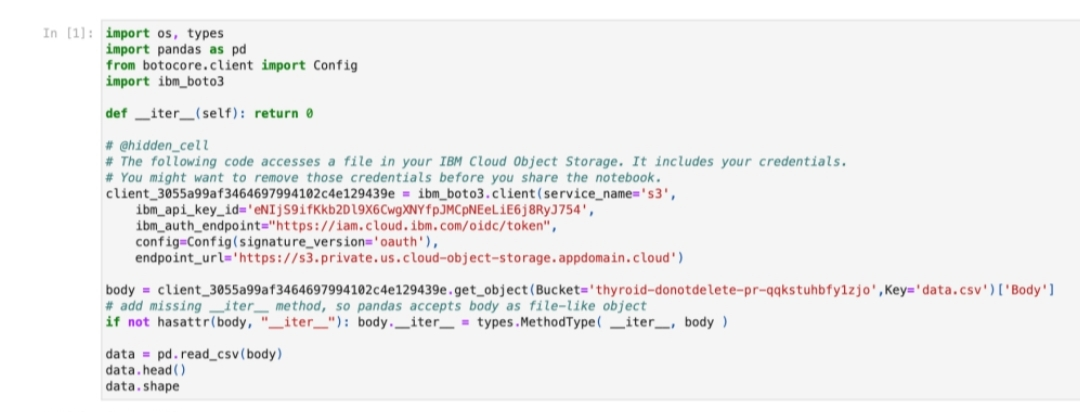 In [1]: import os, types
import pandas as pd
from botocore.client import Config
import ibm_boto3
def __iter__(self): return 0
# @hidden_cell
# The following code accesses a file in your IBM Cloud Object Storage. It includes your credentials.
# You might want to remove those credentials before you share the notebook.
client_3055a99af3464697994102c4e129439e = ibm_boto3.client(service_name='s3',
ibm_api_key_id='eNIjS9ifKkb2Dl9X6CwgXNYfpJMCpNEeLiE6j8RyJ754',
ibm_auth_endpoint="https://iam.cloud.ibm.com/oidc/token",
config=Config(signature_version='oauth'),
endpoint_url='https://s3.private.us.cloud-object-storage.appdomain.cloud')
body = client_3055a99af3464697994102c4e129439e.get_object(Bucket='thyroid-donotdelete-pr-qqkstuhbfy1zjo',Key='data.csv')['Body']
# add missing __iter__ method, so pandas accepts body as file-like object
if not hasattr(body, "__iter__"): body.__iter__ = types.MethodType( __iter__, body )
data = pd.read_csv(body)
data.head()
data.shape